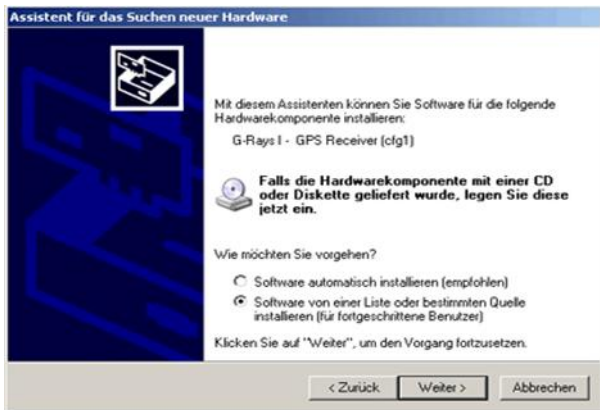 Assistent für das Suchen neuer Hardware
Mit diesem Assistenten können Sie Software für die folgende
Hardwarekomponente installieren:
G-Rays I - GPS Receiver (cfg1)
Falls die Hardwarekomponente mit einer CD
oder Diskette geliefert wurde, legen Sie diese
jetzt ein.
Wie möchten Sie vorgehen?
Software automatisch installieren (empfohlen)
Software von einer Liste oder bestimmten Quelle
installieren (für fortgeschrittene Benutzer)
Klicken Sie auf "Weiter", um den Vorgang fortzusetzen.
< Zurück Weiter > Abbrechen